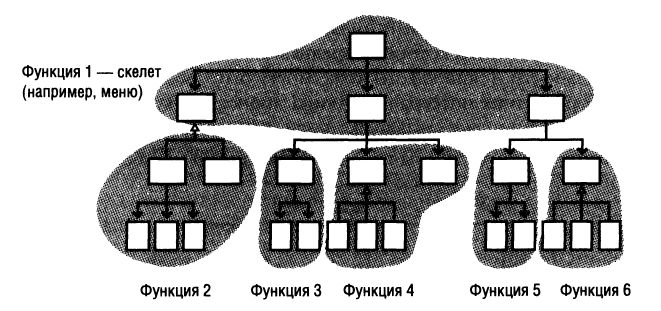 Функция 1 — скелет
(например, меню)
Функция 2
Функция 3
Функция 4
Функция 5
Функция 6